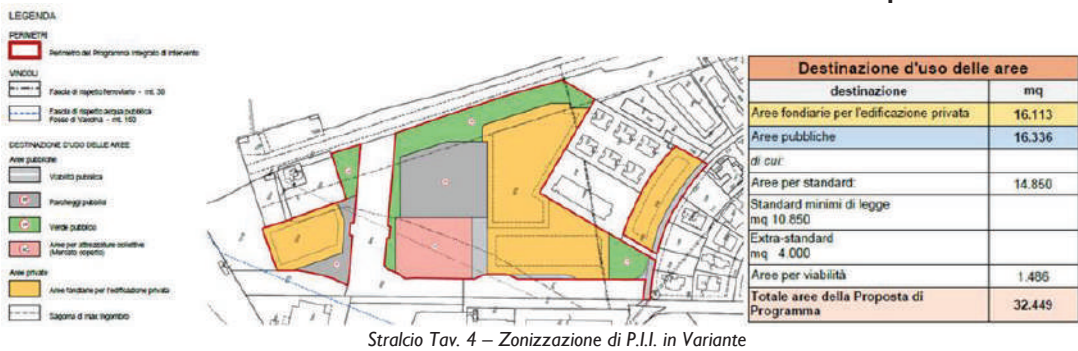 LEGENDA
PERIMETRI
Perimetro del Programma Integrato di Intervento
VINCOLI
Fascia di rispetto ferroviario - mt. 30
Fascia di rispetto acqua pubblica
Fosso di Vallona - mt. 150
DESTINAZIONE D'USO DELLE AREE
Aree pubbliche
Viabilità pubblica
Parcheggi pubblici
Verde pubblico
Aree per attrezzature collettive
(Mercato coperto)
Aree private
Aree fondiarie per l'edificazione privata
Sagoma di max ingombro
Destinazione d'uso delle aree
destinazione mq
Aree fondiarie per l'edificazione privata 16.113
Aree pubbliche 16.336
di cui:
Aree per standard: 14.850
Standard minimi di legge
mq 10.850
Extra-standard
mq 4.000
Aree per viabilità 1.486
Totale aree della Proposta di
Programma 32.449
Stralcio Tav. 4 – Zonizzazione di P.I.I. in Variante